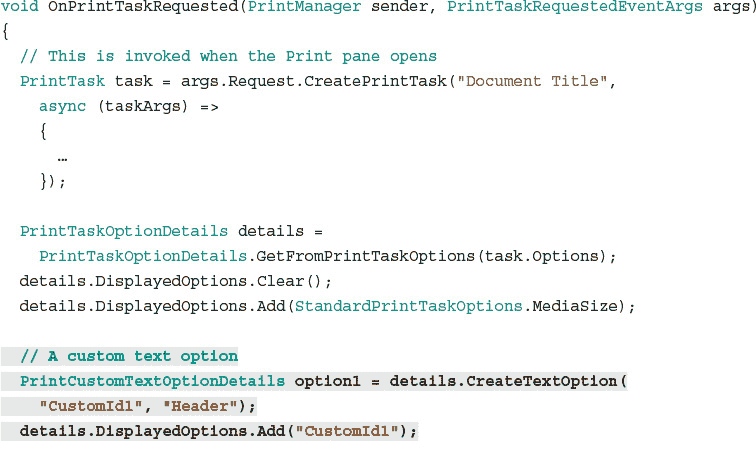 void OnPrintTaskRequested(PrintManager sender, PrintTaskRequestedEventArgs args)
{
  // This is invoked when the Print pane opens
  PrintTask task = args.Request.CreatePrintTask("Document Title",
    async (taskArgs) =>
    {
      …
    });

  PrintTaskOptionDetails details =
    PrintTaskOptionDetails.GetFromPrintTaskOptions(task.Options);
  details.DisplayedOptions.Clear();
  details.DisplayedOptions.Add(StandardPrintTaskOptions.MediaSize);

  // A custom text option
  PrintCustomTextOptionDetails option1 = details.CreateTextOption(
    "CustomId1", "Header");
  details.DisplayedOptions.Add("CustomId1");